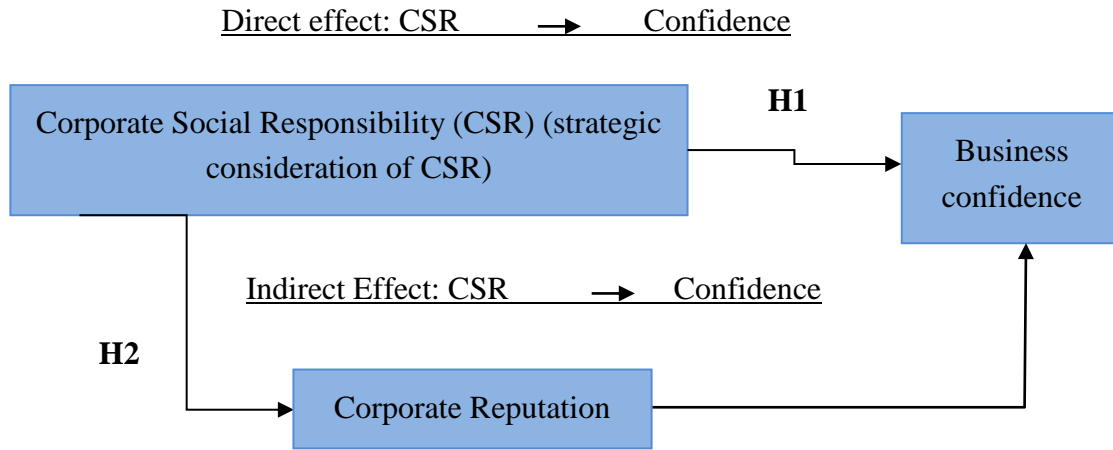 Direct effect: CSR Confidence
H1
Corporate Social Responsibility (CSR) (strategic
consideration of CSR)
Business
confidence
Indirect Effect: CSR Confidence
H2
Corporate Reputation